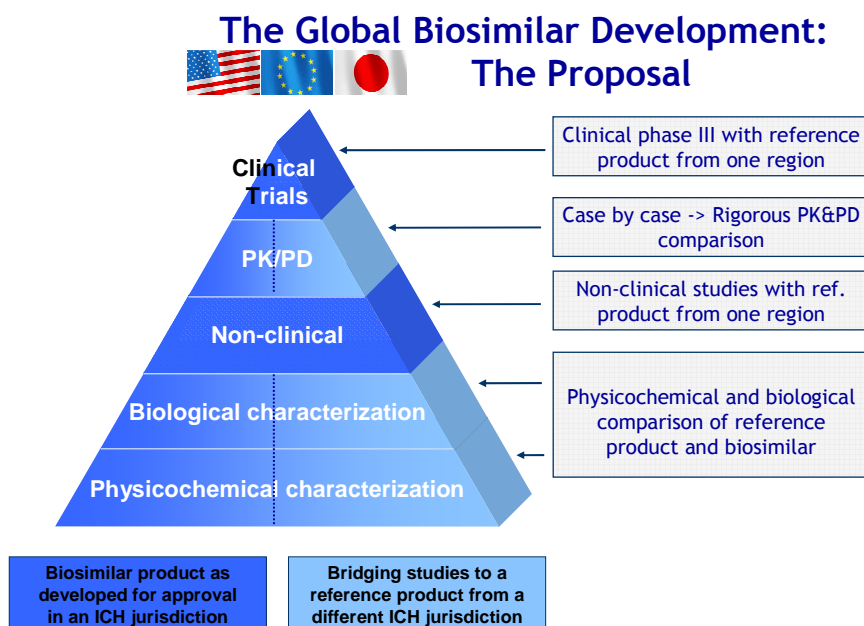 The Global Biosimilar Development:
The Proposal
Clinical
Trials
PK/PD
Non-clinical
Biological characterization
Physicochemical characterization
Clinical phase III with reference
product from one region
Case by case -> Rigorous PK&PD
comparison
Non-clinical studies with ref.
product from one region
Physicochemical and biological
comparison of reference
product and biosimilar
Biosimilar product as
developed for approval
in an ICH jurisdiction
Bridging studies to a
reference product from a
different ICH jurisdiction